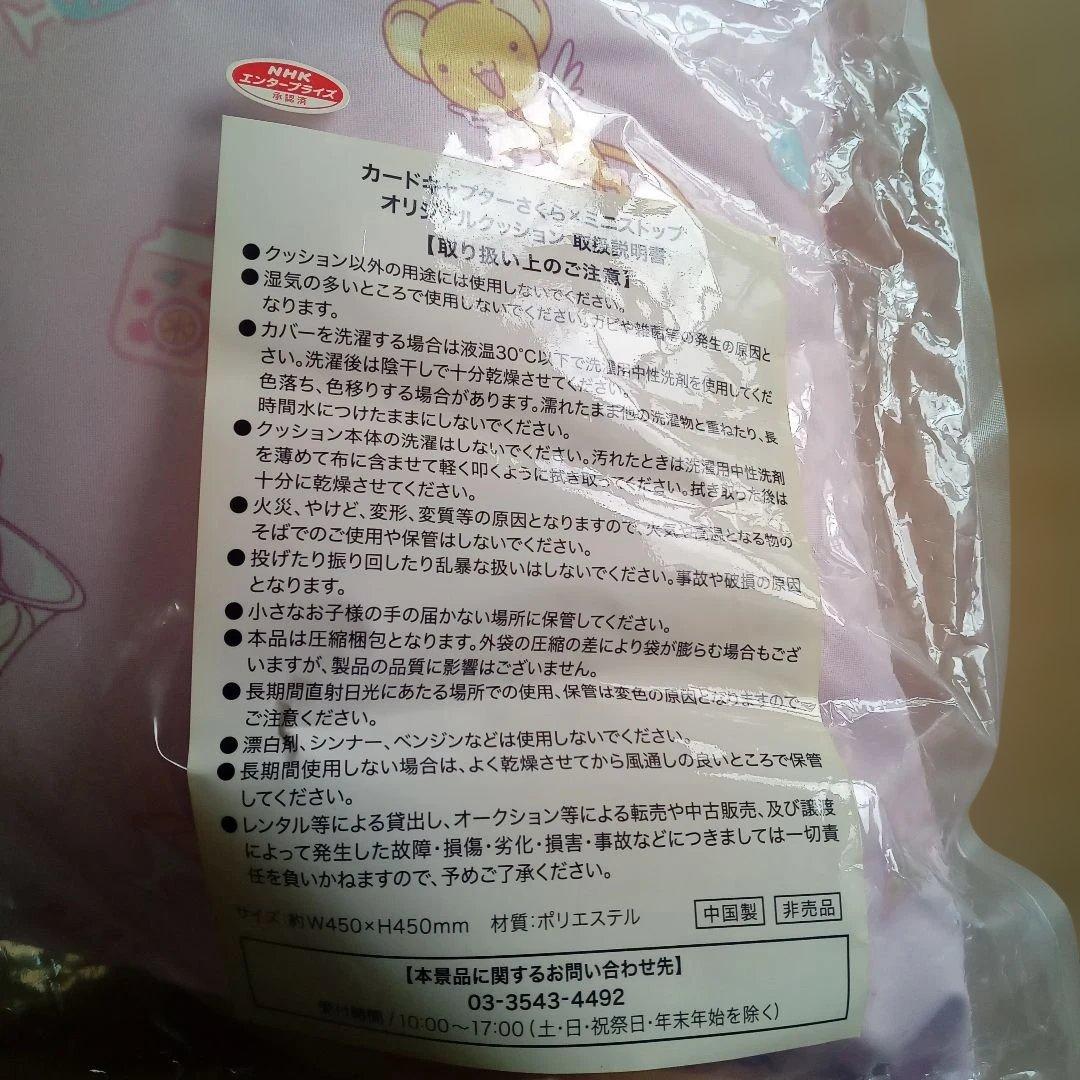 NHK
エンタープライズ
承認済
カードキャプターさくら×ミニストップ
オリジナルクッション 取扱説明書
【取り扱い上のご注意】
●クッション以外の用途には使用しないでください。
●湿気の多いところで使用しないでください。カビや雑菌等の発生の原因と
なります。
●カバーを洗濯する場合は液温30℃以下で洗濯用中性洗剤を使用してくだ
さい。洗濯後は陰干しで十分乾燥させてください。
色落ち、色移りする場合があります。濡れたまま他の洗濯物と重ねたり、長
時間水につけたままにしないでください。
●クッション本体の洗濯はしないでください。汚れたときは洗濯用中性洗剤
を薄めて布に含ませて軽く叩くように拭き取ってください。拭き取った後は
十分に乾燥させてください。
●火災、やけど、変形、変質等の原因となりますので、火気や高温となる物の
そばでのご使用や保管はしないでください。
●投げたり振り回したり乱暴な扱いはしないでください。事故や破損の原因
となります。
●小さなお子様の手の届かない場所に保管してください。
●本品は圧縮梱包となります。外袋の圧縮の差により袋が膨らむ場合もござ
いますが、製品の品質に影響はございません。
●長期間直射日光にあたる場所での使用、保管は変色の原因となりますので
ご注意ください。
●漂白剤、シンナー、ベンジンなどは使用しないでください。
●長期間使用しない場合は、よく乾燥させてから風通しの良いところで保管
してください。
●レンタル等による貸出し、オークション等による転売や中古販売、及び譲渡
によって発生した故障・損傷・劣化・損害・事故などにつきましては一切責
任を負いかねますので、予めご了承ください。
サイズ:約W450×H450mm 材質:ポリエステル 中国製 非売品
【本景品に関するお問い合わせ先】
03-3543-4492
受付時間/10:00～17:00(土・日・祝祭日・年末年始を除く)